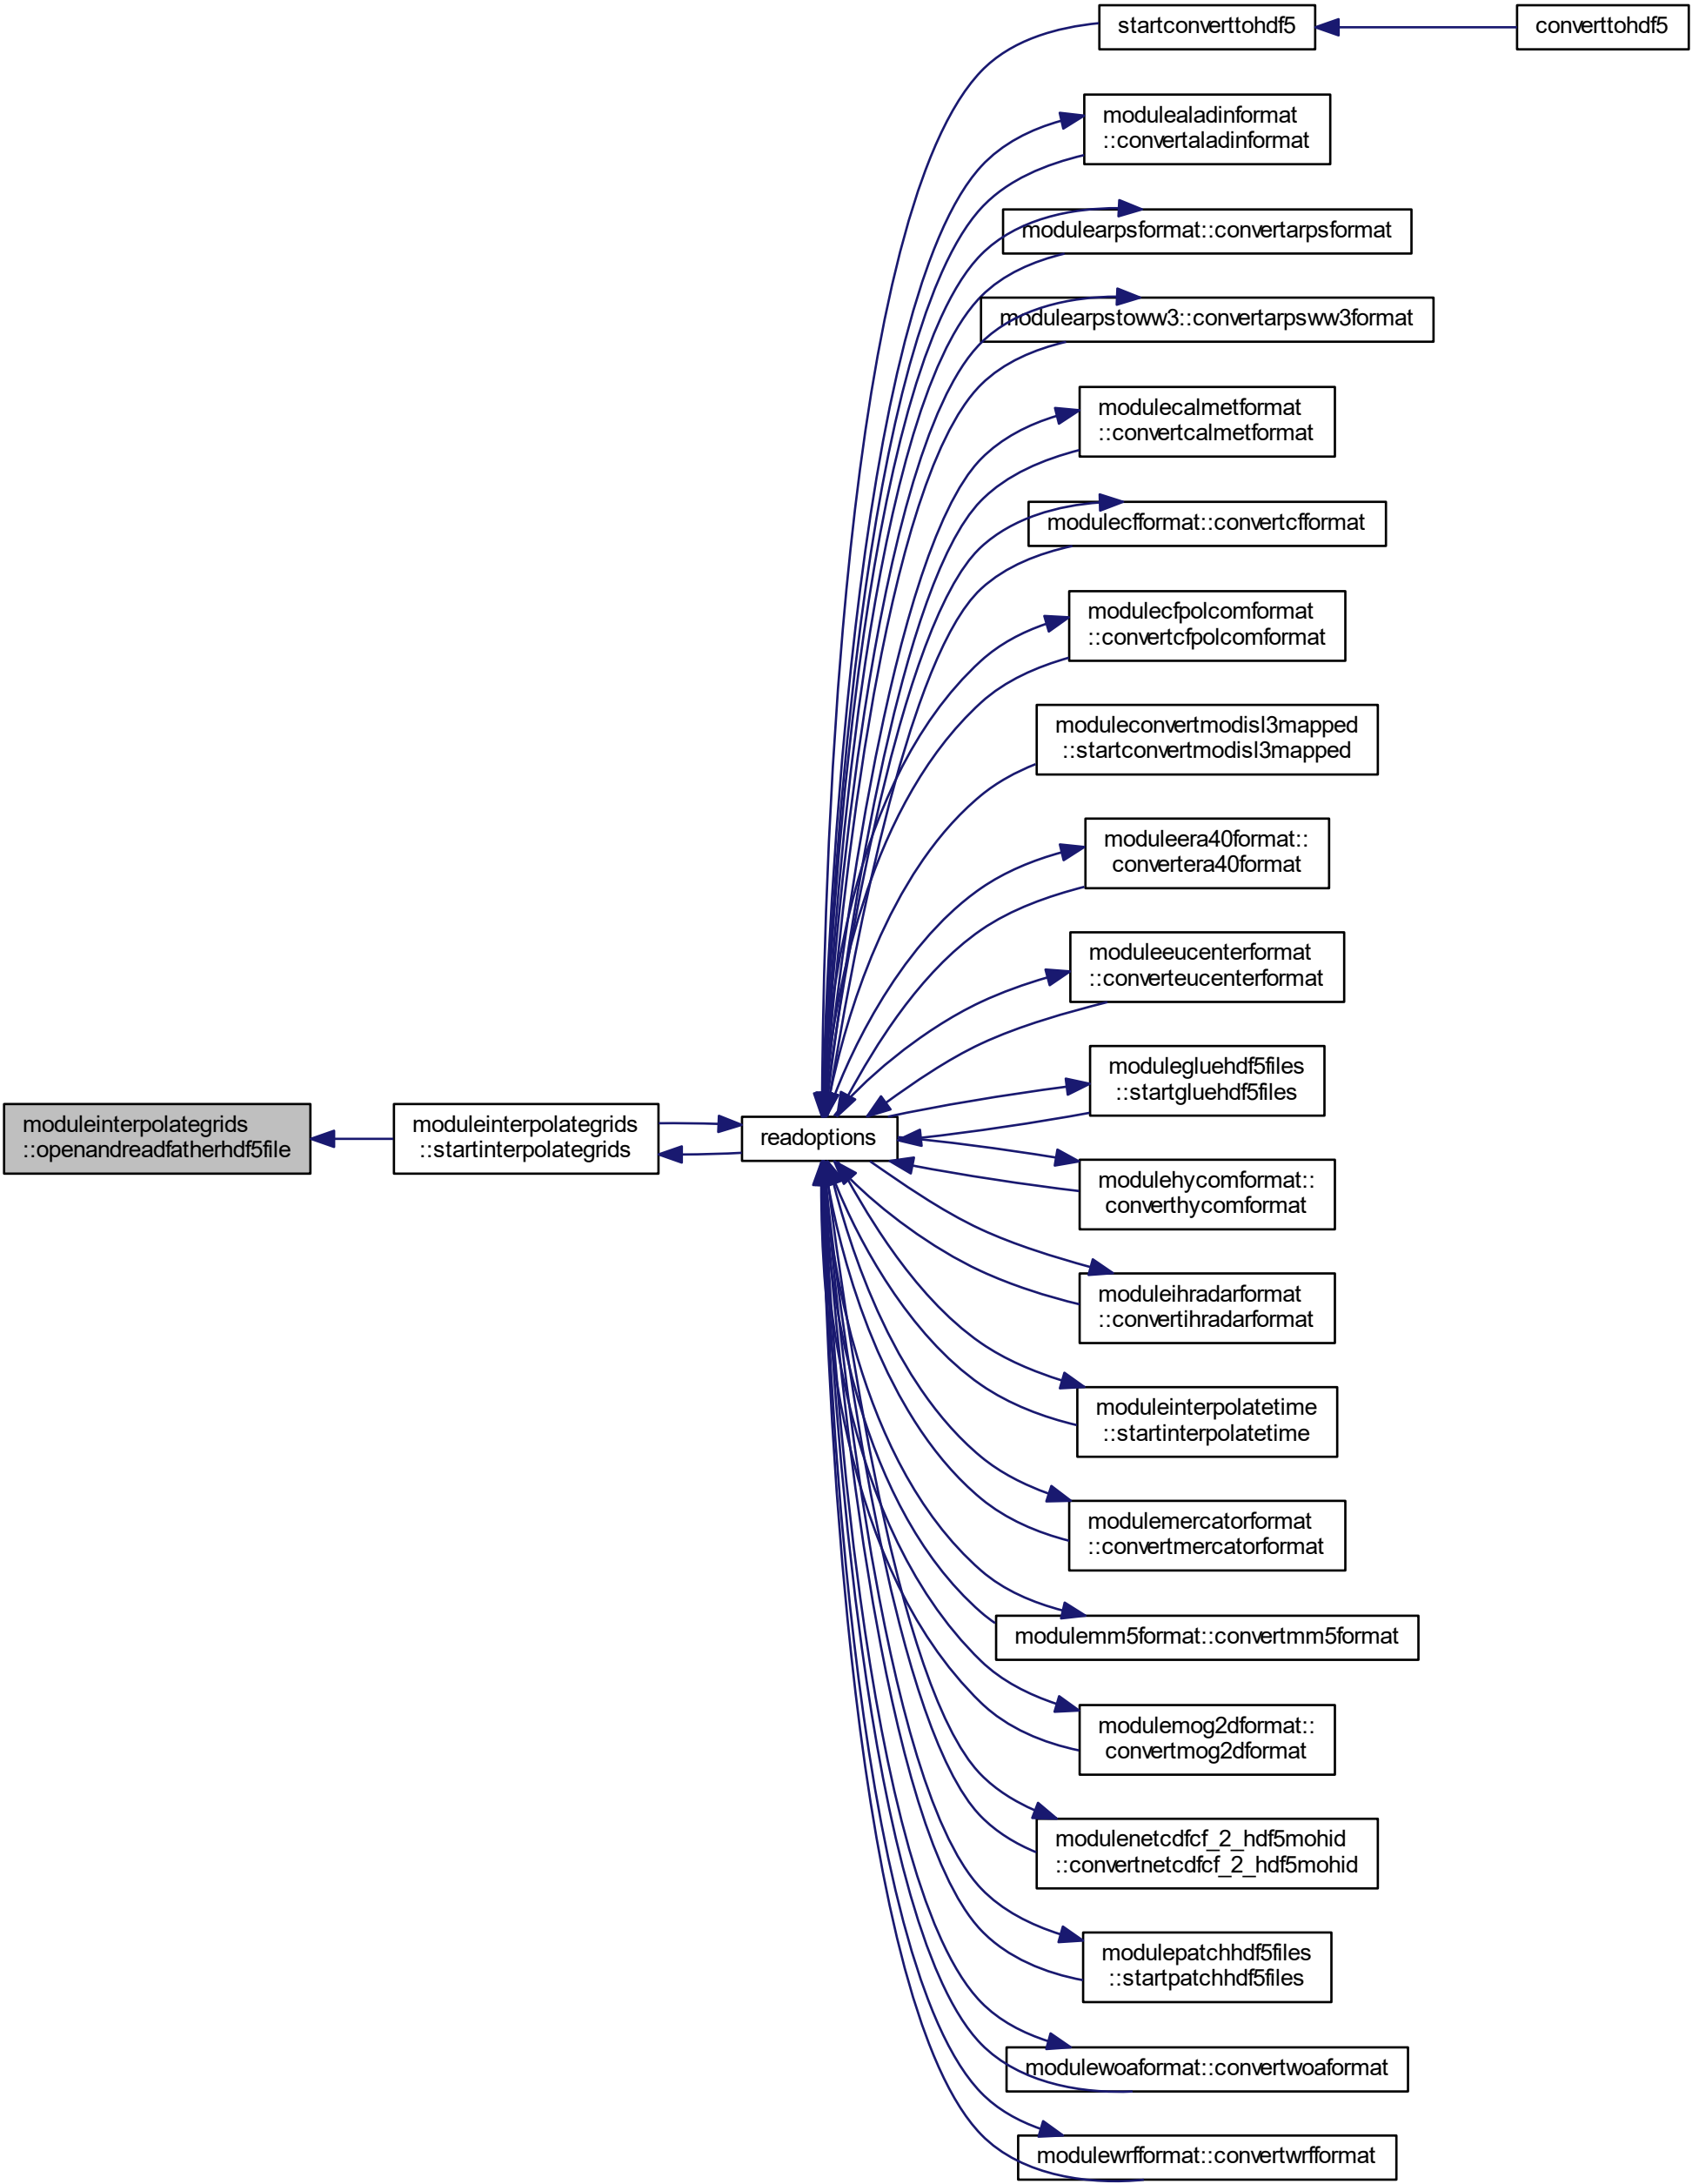 startconverttohdf5
converttohdf5
modulealadinformat
::convertaladinformat
modulearpsformat::convertarpsformat
modulearpstoww3::convertarpsww3format
modulecalmetformat
::convertcalmetformat
modulecfformat::convertcfformat
modulecfpolcomformat
::convertcfpolcomformat
moduleconvertmodisl3mapped
::startconvertmodisl3mapped
moduleera40format::
convertera40format
moduleeucenterformat
::converteucenterformat
modulegluehdf5files
::startgluehdf5files
moduleinterpolategrids
::openandreadfatherhdf5file
moduleinterpolategrids
::startinterpolategrids
readoptions
modulehycomformat::
converthycomformat
moduleihradarformat
::convertihradarformat
moduleinterpolatetime
::startinterpolatetime
modulemercatorformat
::convertmercatorformat
modulemm5format::convertmm5format
modulemog2dformat::
convertmog2dformat
modulenetcdfcf_2_hdf5mohid
::convertnetcdfcf_2_hdf5mohid
modulepatchhdf5files
::startpatchhdf5files
modulewoaformat::convertwoaformat
modulewrfformat::convertwrfformat